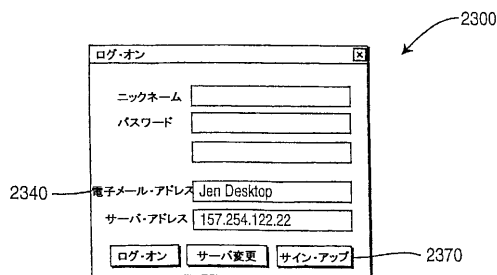 2300
ログ・オン
ニックネーム
パスワード
2340 電子メール・アドレス Jen Desktop
サーバ・アドレス 157.254.122.22
ログ・オン サーバ変更 サイン・アップ 2370